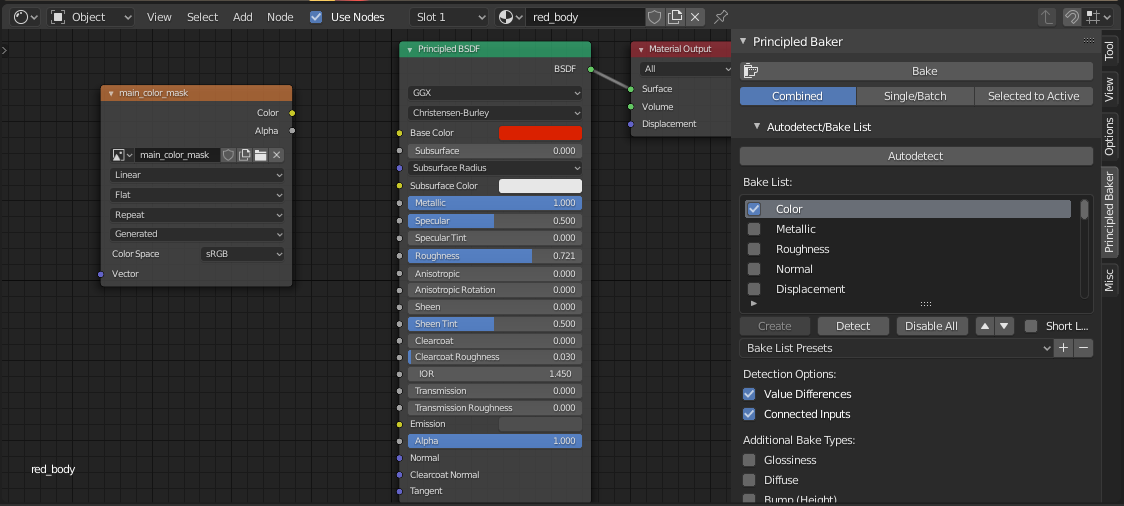 Object View Select Add Node Use Nodes Slot 1 red_body
main_color_mask
Color
Alpha
main_color_mask
Linear
Flat
Repeat
Generated
Color Space sRGB
Vector
red_body
Principled BSDF
BSDF
GGX
Christensen-Burley
Base Color
Subsurface 0.000
Subsurface Radius
Subsurface Color
Metallic 1.000
Specular 0.500
Specular Tint 0.000
Roughness 0.721
Anisotropic 0.000
Anisotropic Rotation 0.000
Sheen 0.000
Sheen Tint 0.500
Clearcoat 0.000
Clearcoat Roughness 0.030
IOR 1.450
Transmission 0.000
Transmission Roughness 0.000
Emission
Alpha 1.000
Normal
Clearcoat Normal
Tangent
Material Output
All
Surface
Volume
Displacement
Principled Baker
Bake
Combined Single/Batch Selected to Active
Autodetect/Bake List
Autodetect
Bake List:
Color
Metallic
Roughness
Normal
Displacement
Create Detect Disable All Short L...
Bake List Presets
Detection Options:
Value Differences
Connected Inputs
Additional Bake Types:
Glossiness
Diffuse
Bump (Height)
Tool
View
Options
Principled Baker
Misc